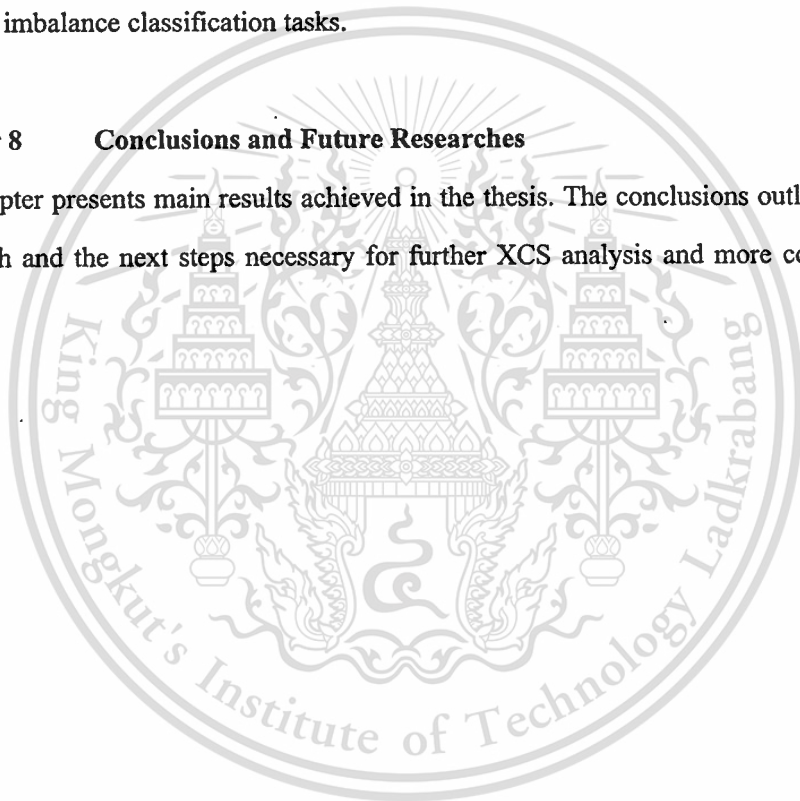 imbalance classification tasks.
8 Conclusions and Future Researches
pter presents main results achieved in the thesis. The conclusions outl
h and the next steps necessary for further XCS analysis and more co
King Mongkut's Institute of Technology Ladkrabang